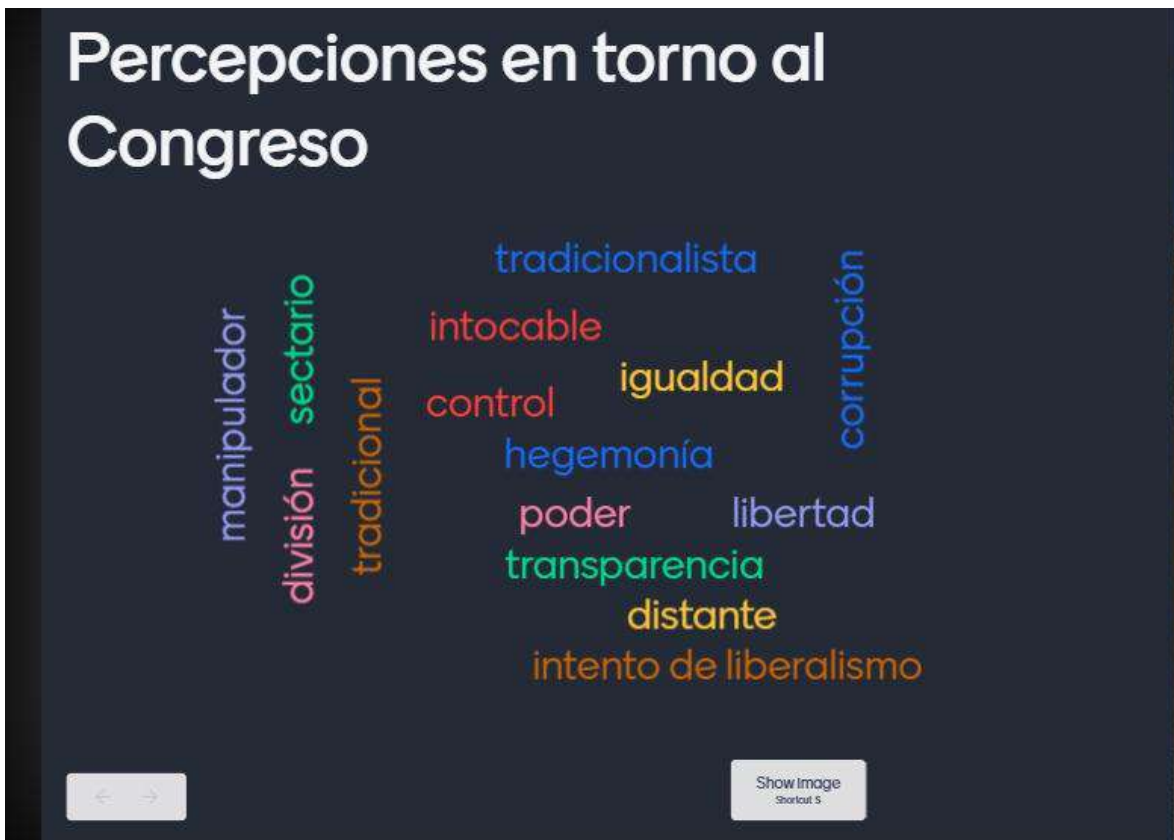 Percepciones en torno al
Congreso
tradicionalista
corrupción
sectario
manipulador
intocable
igualdad
tradicional
control
hegemonía
división
poder
libertad
transparencia
distante
intento de liberalismo
← →
Show Image
Shortcut S